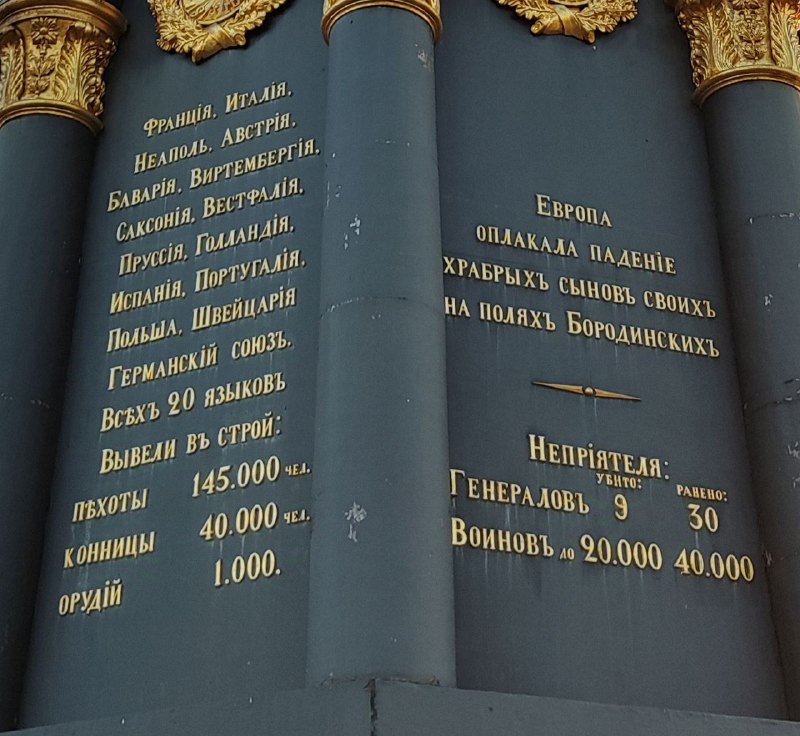 Франція, Италія,
Неаполь, Австрія,
Баварія, Виртембергія,
Саксонія, Вестфалія,
Пруссія, Голландія,
Испанія, Португалія,
Польша, Швейцарія
Германскій союзъ.
Всѣхъ 20 языковъ
Вывели въ строй:
пѣхоты 145.000 чел.
конницы 40.000 чел.
орудій 1.000.
Европа
оплакала паденіе
храбрыхъ сыновъ своихъ
на поляхъ Бородинскихъ
Непріятеля:
убито: ранено:
Генераловъ 9 30
Воиновъ до 20.000 40.000